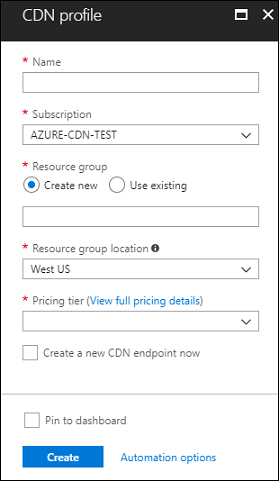 CDN profile
* Name
* Subscription
AZURE-CDN-TEST
* Resource group
Create new Use existing
* Resource group location
West US
* Pricing tier (View full pricing details)
Create a new CDN endpoint now
Pin to dashboard
Create Automation options